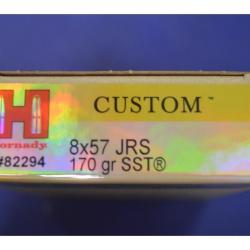 H
Hornady
#82294
CUSTOM™
8x57 JRS
170 gr SST®